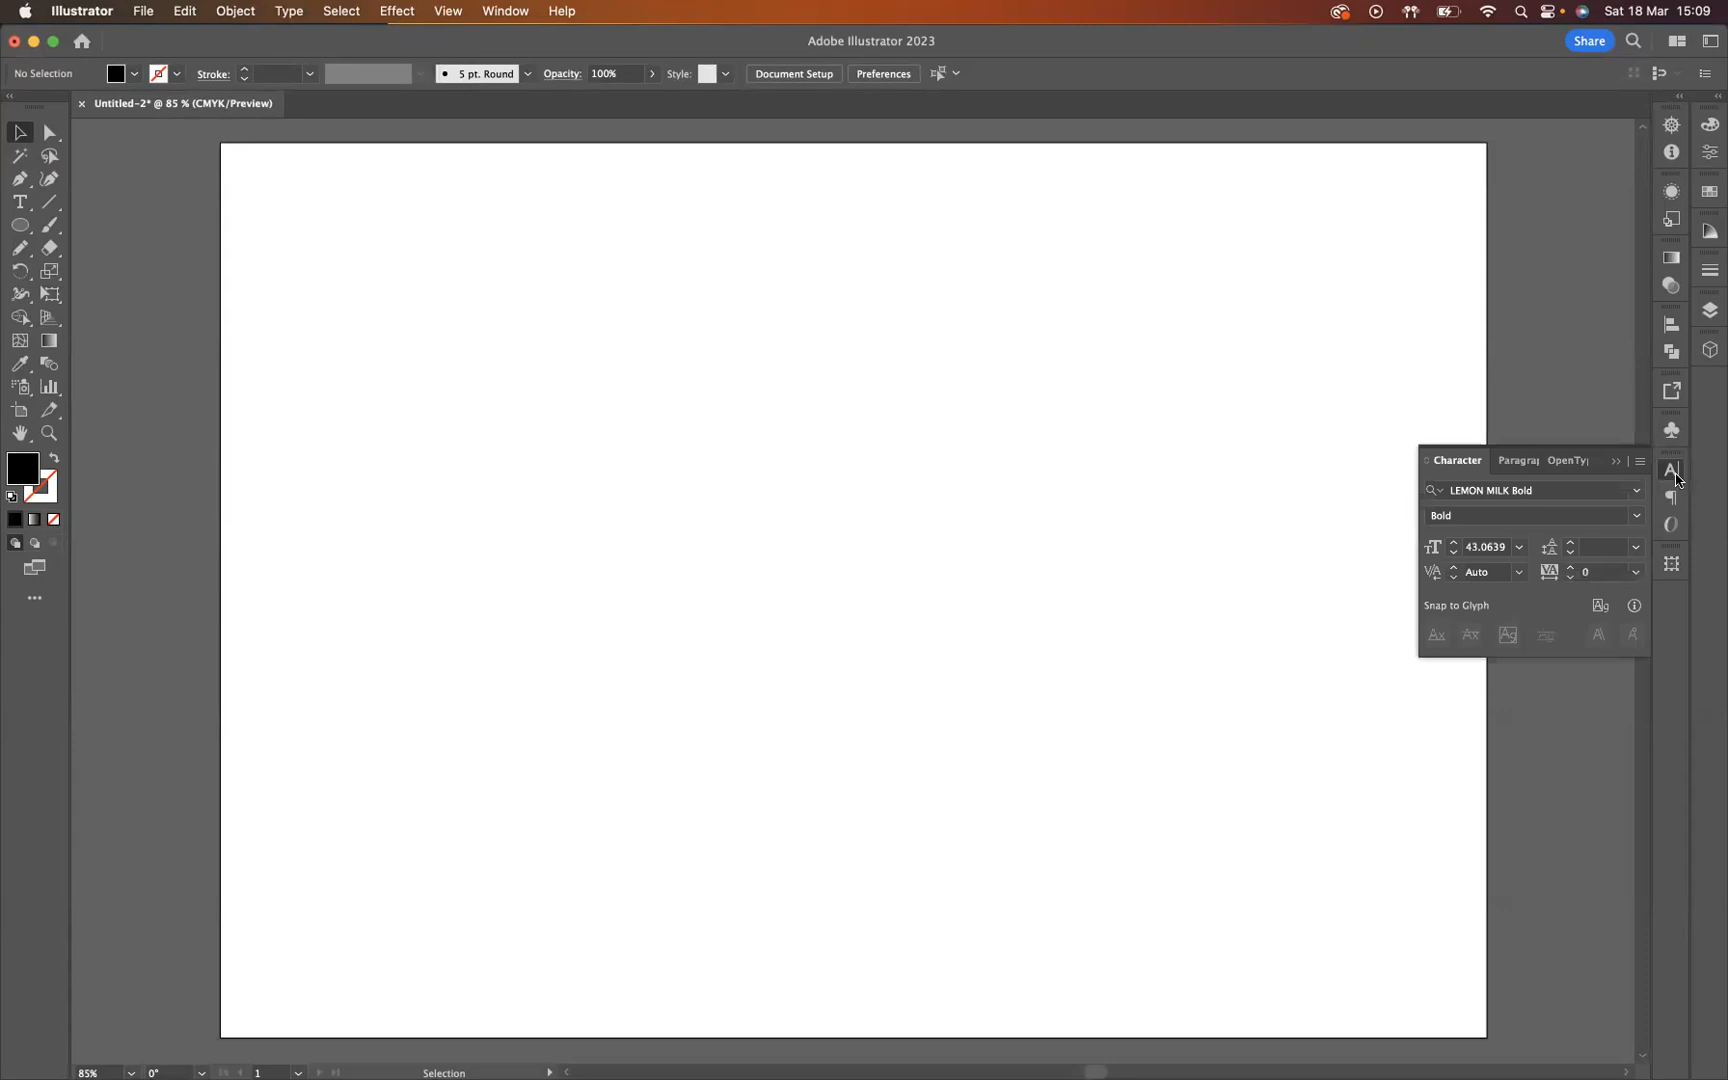 Illustrator File Edit Object Type Select Effect View Window Help Sat 18 Mar 15:09
Adobe Illustrator 2023 Share
No Selection Stroke: 5 pt. Round Opacity: 100% Style: Document Setup Preferences
Untitled-2* @ 85 % (CMYK/Preview)
Character Paragra OpenTy
LEMON MILK Bold
Bold
43.0639
Auto 0
Snap to Glyph
85% 0° 1 Selection